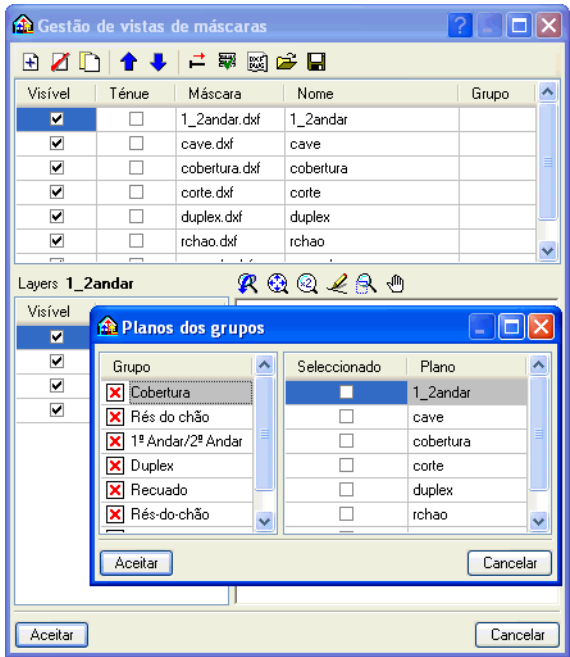 Gestão de vistas de máscaras
DXF DWG
Visível Ténue Máscara Nome Grupo
1_2andar.dxf 1_2andar
cave.dxf cave
cobertura.dxf cobertura
corte.dxf corte
duplex.dxf duplex
rchao.dxf rchao
Layers 1_2andar
x2
Visível
Planos dos grupos
Grupo Seleccionado Plano
Cobertura 1_2andar
Rés do chão cave
1º Andar/2º Andar cobertura
Duplex corte
Recuado duplex
Rés-do-chão rchao
Aceitar Cancelar
Aceitar Cancelar